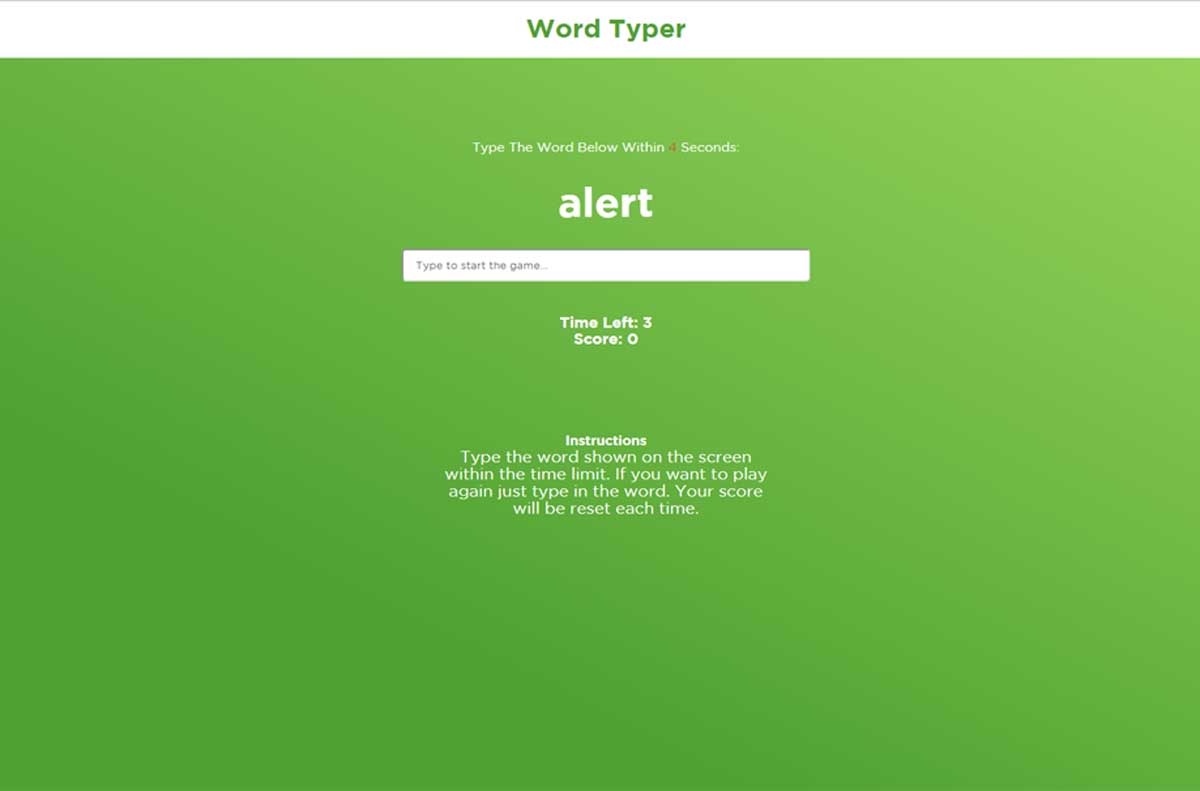 Word Typer
Type The Word Below Within 4 Seconds:
alert
Type to start the game...
Time Left: 3
Score: 0
Instructions
Type the word shown on the screen
within the time limit. If you want to play
again just type in the word. Your score
will be reset each time.